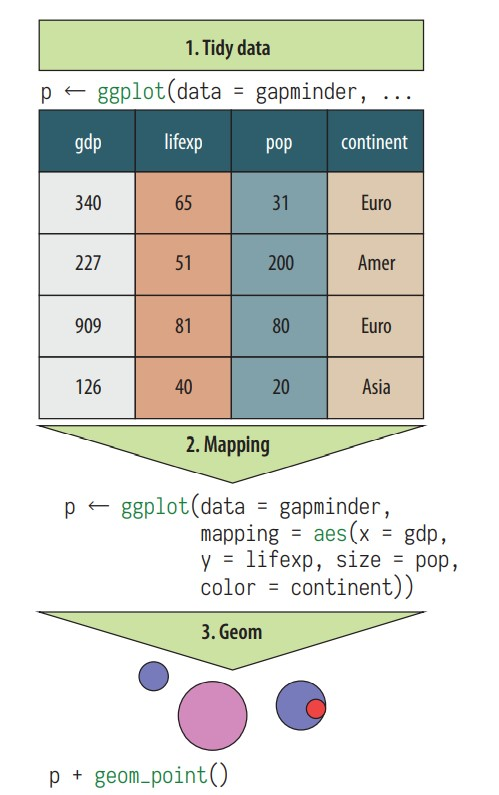 1. Tidy data
p ← ggplot(data = gapminder, ...
gdp lifexp pop continent
340 65 31 Euro
227 51 200 Amer
909 81 80 Euro
126 40 20 Asia
2. Mapping
p ← ggplot(data = gapminder,
mapping = aes(x = gdp,
y = lifexp, size = pop,
color = continent))
3. Geom
p + geom_point()